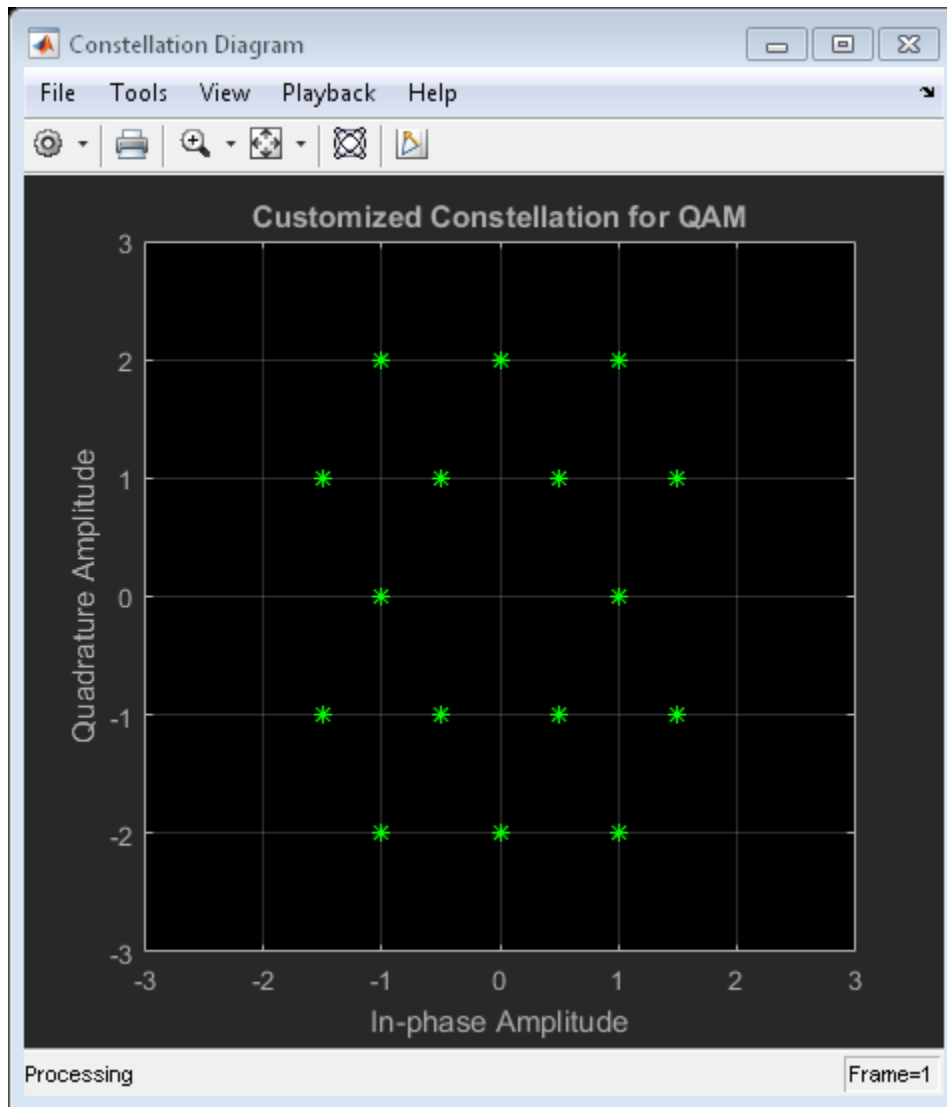 Constellation Diagram
File Tools View Playback Help
Customized Constellation for QAM
3
2
1
0
-1
-2
-3
Quadrature Amplitude
-3 -2 -1 0 1 2 3
In-phase Amplitude
Processing Frame=1